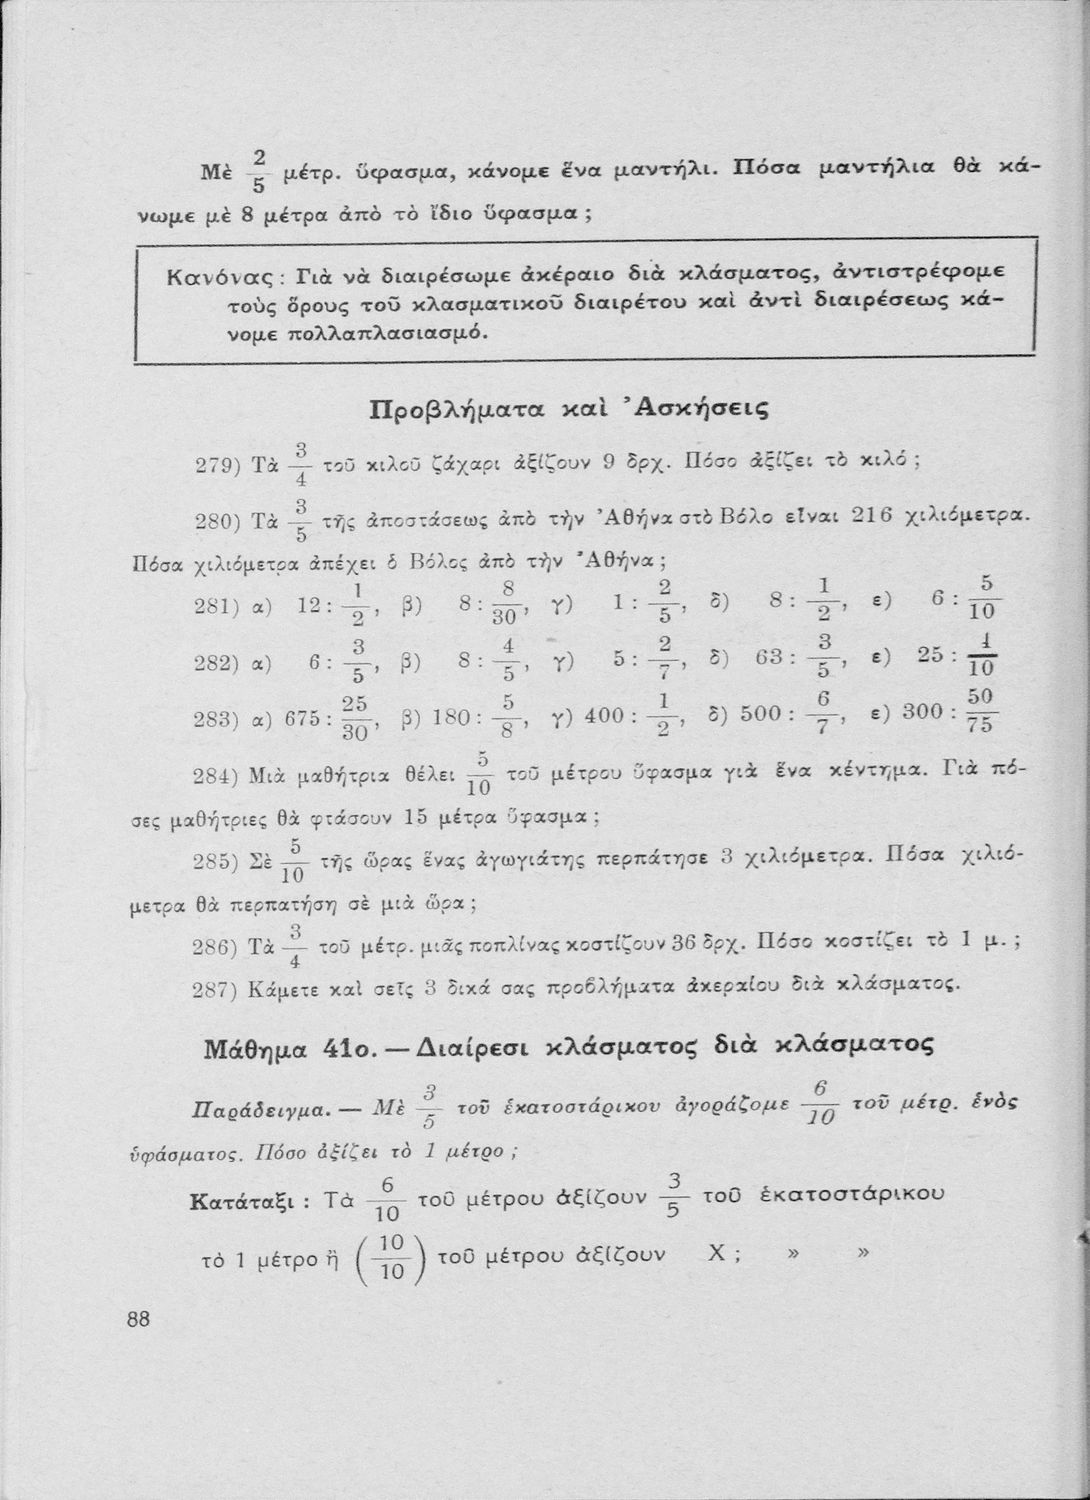 Μὲ 2/5 μέτρ. ὕφασμα, κάνομε ἕνα μαντήλι. Πόσα μαντήλια θὰ κά-
νωμε μὲ 8 μέτρα ἀπὸ τὸ ἴδιο ὕφασμα ;
Κανόνας : Γιὰ νὰ διαιρέσωμε ἀκέραιο διὰ κλάσματος, ἀντιστρέφομε
τοὺς ὅρους τοῦ κλασματικοῦ διαιρέτου καὶ ἀντὶ διαιρέσεως κά-
νομε πολλαπλασιασμό.
Προβλήματα καὶ Ἀσκήσεις
279) Τὰ 3/4 τοῦ κιλοῦ ζάχαρι ἀξίζουν 9 δρχ. Πόσο ἀξίζει τὸ κιλό ;
280) Τὰ 3/5 τῆς ἀποστάσεως ἀπὸ τὴν Ἀθήνα στὸ Βόλο εἶναι 216 χιλιόμετρα.
Πόσα χιλιόμετρα ἀπέχει ὁ Βόλος ἀπὸ τὴν Ἀθήνα ;
281) α) 12 : 1/2, β) 8 : 8/30, γ) 1 : 2/5, δ) 8 : 1/2, ε) 6 : 5/10
282) α) 6 : 3/5, β) 8 : 4/5, γ) 5 : 2/7, δ) 63 : 3/5, ε) 25 : 1/10
283) α) 675 : 25/30, β) 180 : 5/8, γ) 400 : 1/2, δ) 500 : 6/7, ε) 300 : 50/75
284) Μιὰ μαθήτρια θέλει 5/10 τοῦ μέτρου ὕφασμα γιὰ ἕνα κέντημα. Γιὰ πό-
σες μαθήτριες θὰ φτάσουν 15 μέτρα ὕφασμα ;
285) Σὲ 5/10 τῆς ὥρας ἕνας ἀγωγιάτης περπάτησε 3 χιλιόμετρα. Πόσα χιλιό-
μετρα θὰ περπατήση σὲ μιὰ ὥρα ;
286) Τὰ 3/4 τοῦ μέτρ. μιᾶς ποπλίνας κοστίζουν 36 δρχ. Πόσο κοστίζει τὸ 1 μ. ;
287) Κάμετε καὶ σεῖς 3 δικά σας προβλήματα ἀκεραίου διὰ κλάσματος.
Μάθημα 41ο. — Διαίρεσι κλάσματος διὰ κλάσματος
Παράδειγμα. — Μὲ 3/5 τοῦ ἑκατοστάρικου ἀγοράζομε 6/10 τοῦ μέτρ. ἑνὸς
ὑφάσματος. Πόσο ἀξίζει τὸ 1 μέτρο ;
Κατάταξι : Τὰ 6/10 τοῦ μέτρου ἀξίζουν 3/5 τοῦ ἑκατοστάρικου
τὸ 1 μέτρο ἢ (10/10) τοῦ μέτρου ἀξίζουν Χ ; » »
88